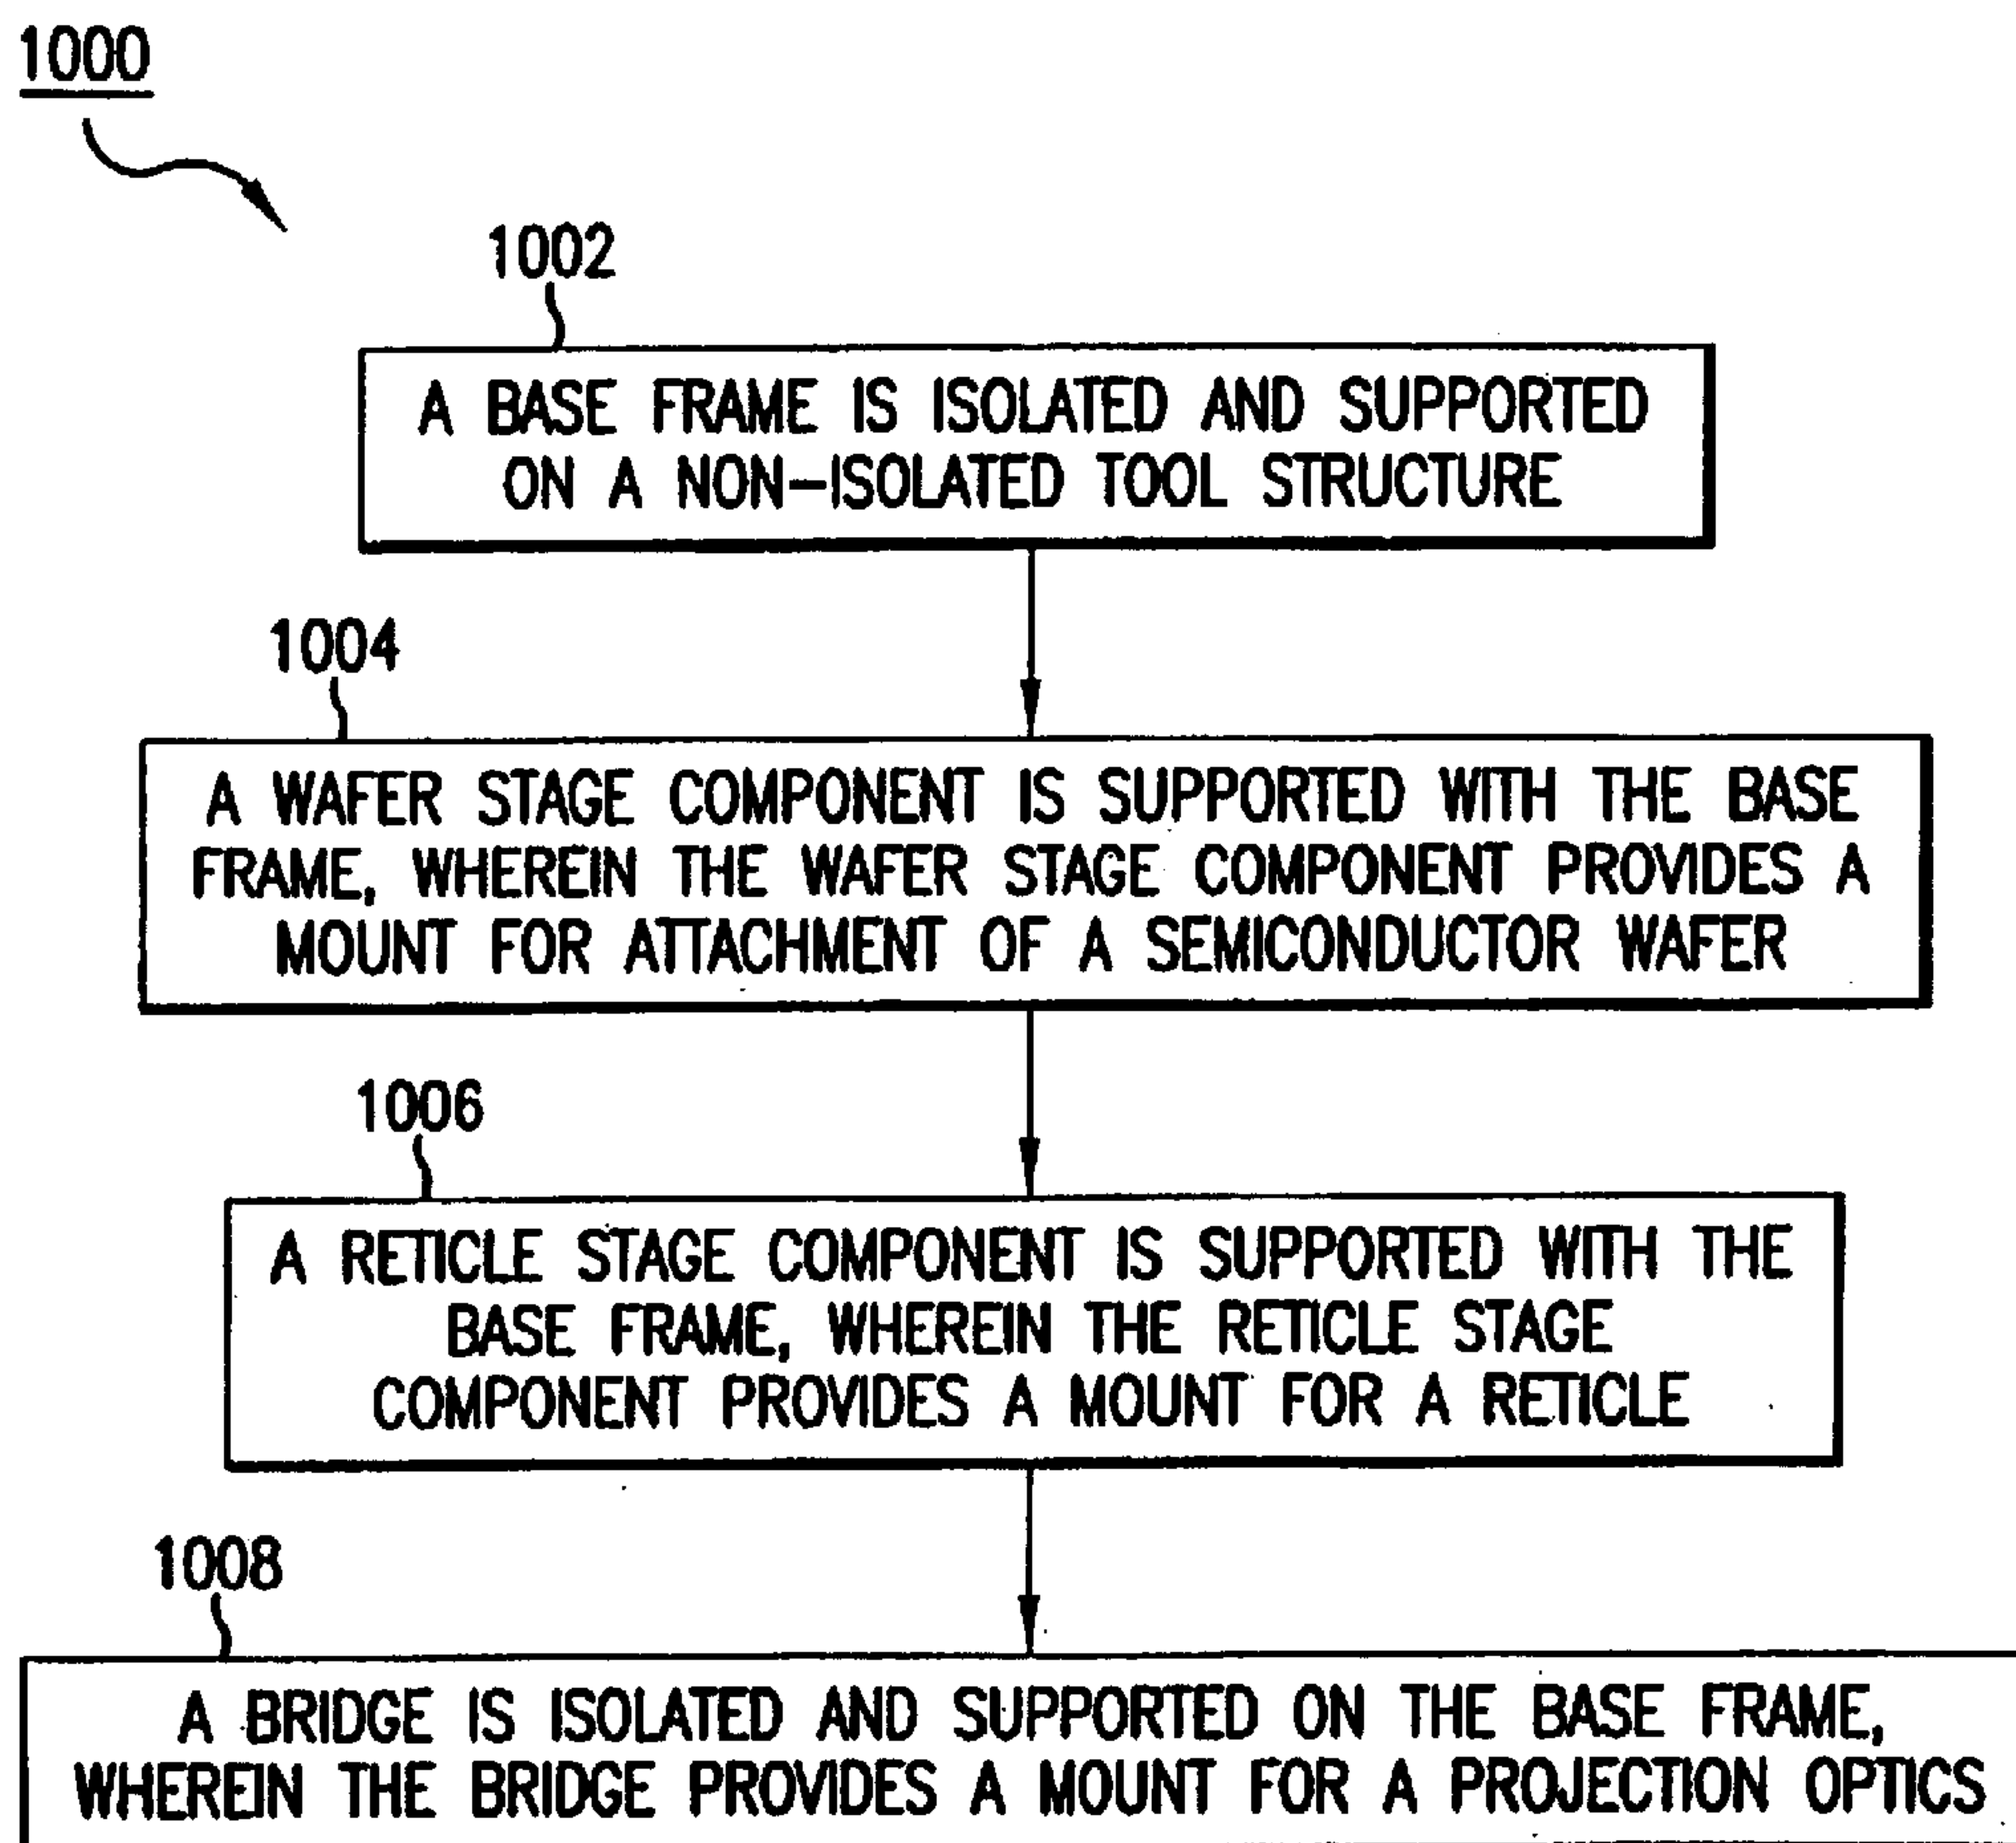 1000
1002
A BASE FRAME IS ISOLATED AND SUPPORTED
ON A NON-ISOLATED TOOL STRUCTURE
1004
A WAFER STAGE COMPONENT IS SUPPORTED WITH THE BASE
FRAME, WHEREIN THE WAFER STAGE COMPONENT PROVIDES A
MOUNT FOR ATTACHMENT OF A SEMICONDUCTOR WAFER
1006
A RETICLE STAGE COMPONENT IS SUPPORTED WITH THE
BASE FRAME, WHEREIN THE RETICLE STAGE
COMPONENT PROVIDES A MOUNT FOR A RETICLE
1008
A BRIDGE IS ISOLATED AND SUPPORTED ON THE BASE FRAME,
WHEREIN THE BRIDGE PROVIDES A MOUNT FOR A PROJECTION OPTICS